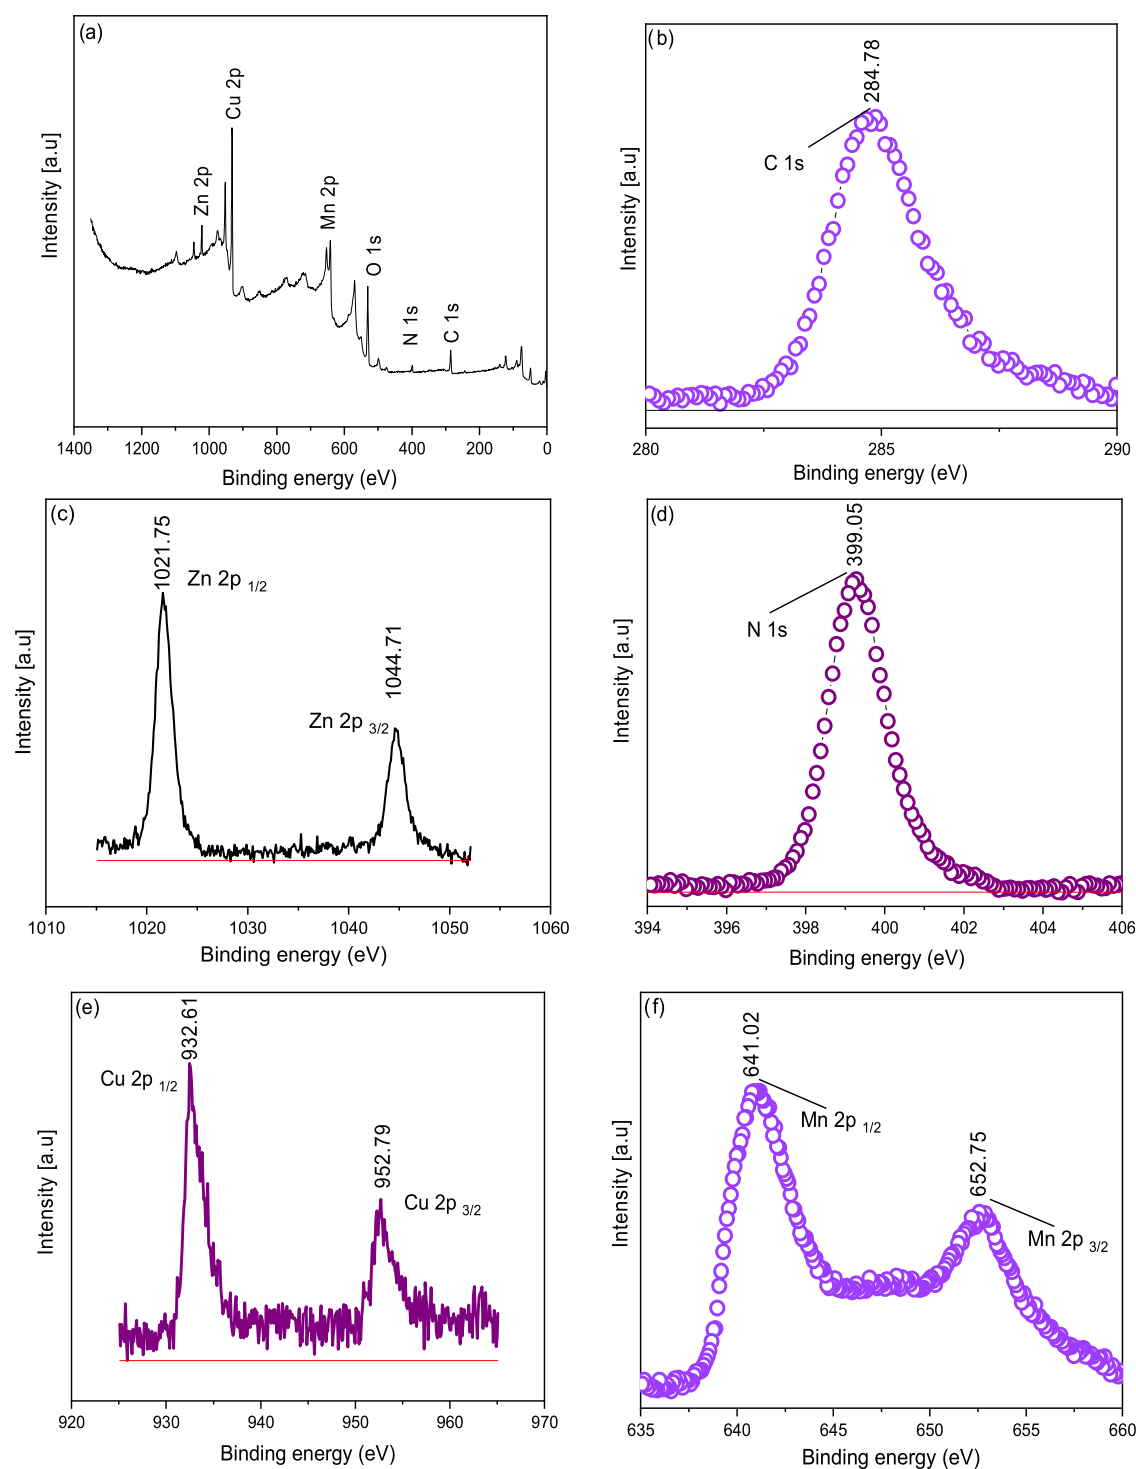 (a)
Cu 2p
Zn 2p
Mn 2p
O 1s
N 1s
C 1s
Intensity [a.u]
1400 1200 1000 800 600 400 200 0
Binding energy (eV)
(b)
284.78
C 1s
Intensity [a.u]
280 285 290
Binding energy (eV)
(c)
1021.75
Zn 2p 1/2
1044.71
Zn 2p 3/2
Intensity [a.u]
1010 1020 1030 1040 1050 1060
Binding energy (eV)
(d)
399.05
N 1s
Intensity [a.u]
394 396 398 400 402 404 406
Binding energy (eV)
(e)
932.61
Cu 2p 1/2
952.79
Cu 2p 3/2
Intensity [a.u]
920 930 940 950 960 970
Binding energy (eV)
(f)
641.02
Mn 2p 1/2
652.75
Mn 2p 3/2
Intensity [a.u]
635 640 645 650 655 660
Binding energy (eV)